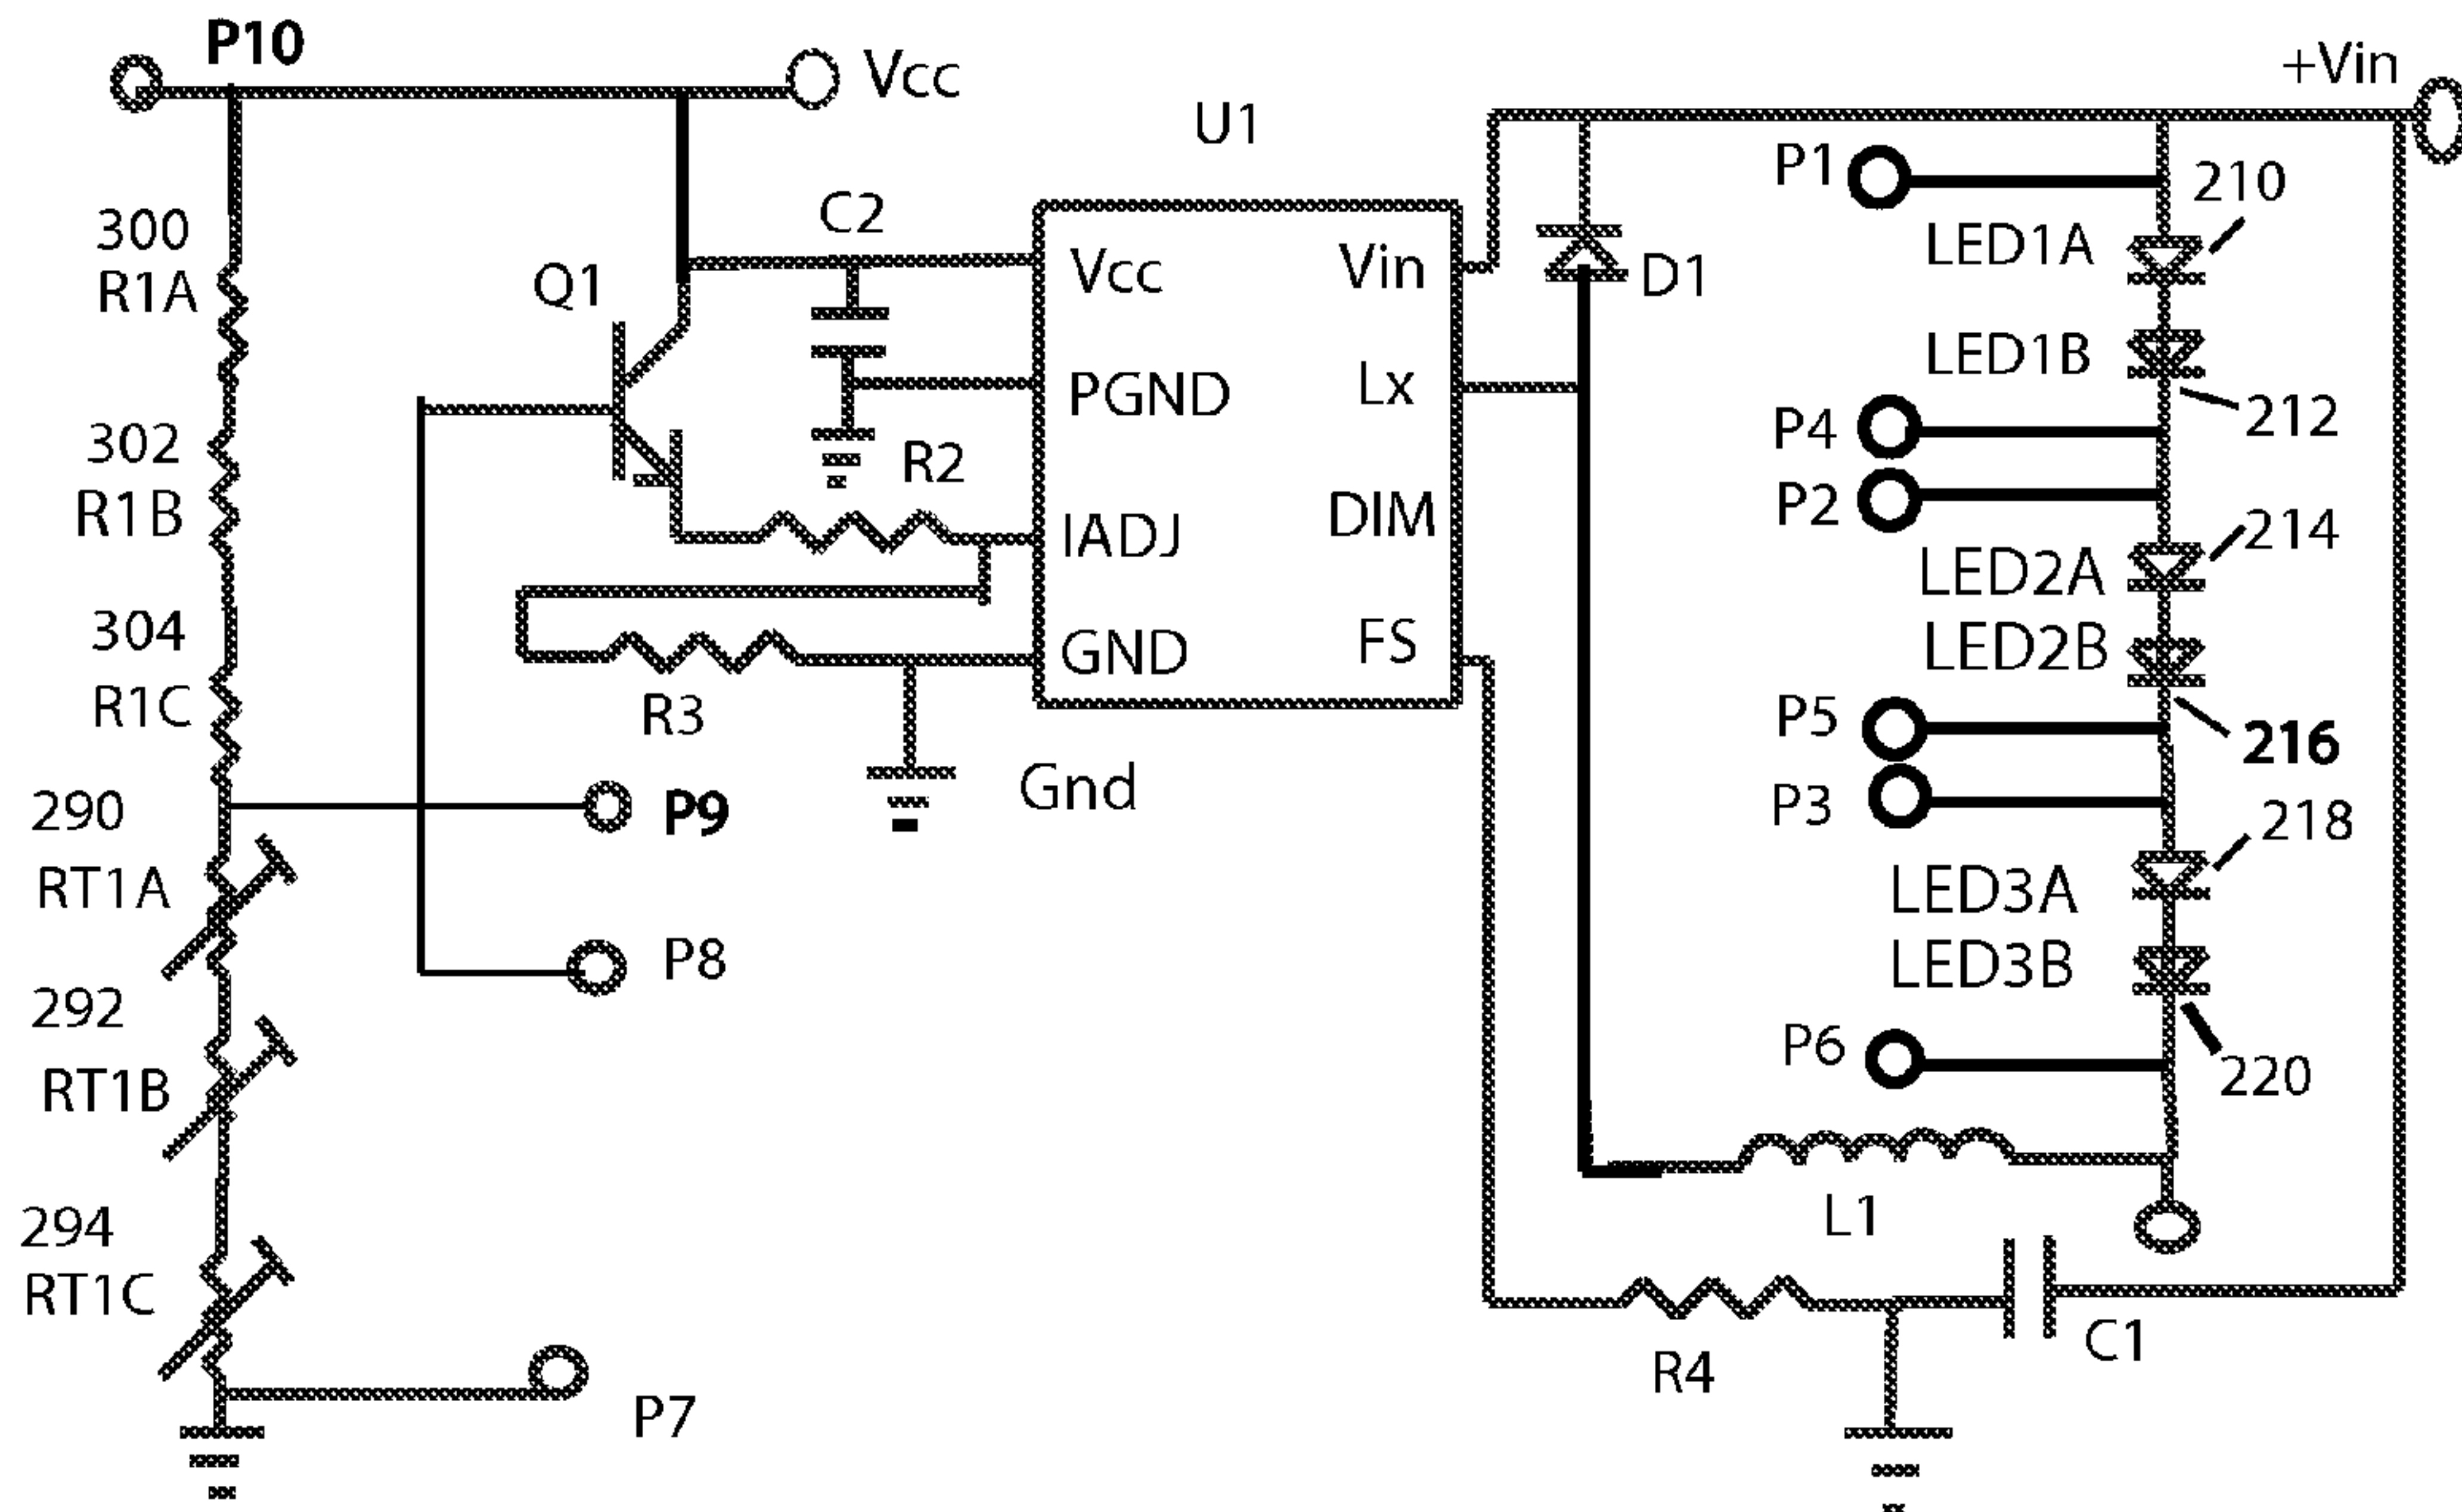 P10
Vcc
+Vin
U1
P1
210
300
C2
LED1A
R1A
Q1
Vcc
Vin
D1
LED1B
PGND
Lx
212
302
P4
R2
R1B
P2
IADJ
DIM
214
LED2A
304
GND
FS
LED2B
R1C
R3
P5
216
290
P9
Gnd
P3
218
RT1A
LED3A
P8
LED3B
292
P6
RT1B
220
294
L1
RT1C
C1
R4
P7